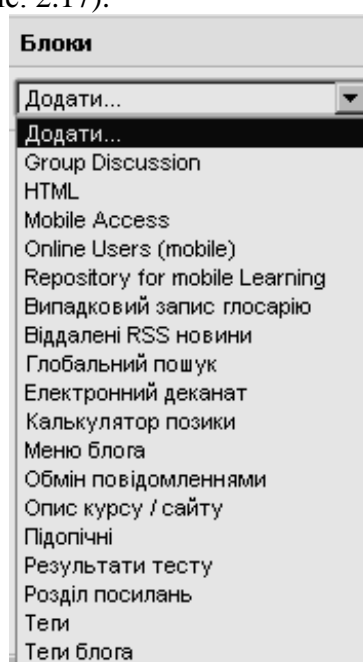 2.17).
Блоки
Додати...
Додати...
Group Discussion
HTML
Mobile Access
Online Users (mobile)
Repository for mobile Learning
Випадковий запис глосарію
Віддалені RSS новини
Глобальний пошук
Електронний деканат
Калькулятор позики
Меню блога
Обмін повідомленнями
Опис курсу / сайту
Підопічні
Результати тесту
Розділ посилань
Теги
Теги блога